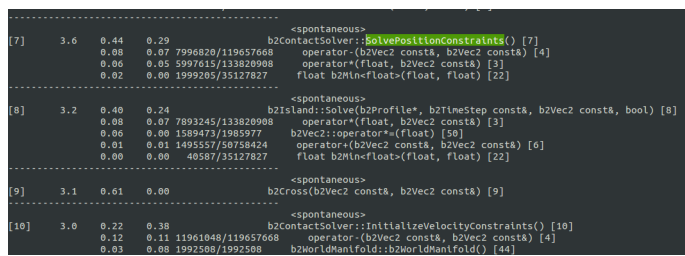 -----------------------------------------------
<spontaneous>
[7] 3.6 0.44 0.29 b2ContactSolver::SolvePositionConstraints() [7]
0.08 0.07 7996820/119657668 operator-(b2Vec2 const&, b2Vec2 const&) [4]
0.06 0.05 5997615/133820908 operator*(float, b2Vec2 const&) [3]
0.02 0.00 1999205/35127827 float b2Min<float>(float, float) [22]
-----------------------------------------------
<spontaneous>
[8] 3.2 0.40 0.24 b2Island::Solve(b2Profile*, b2TimeStep const&, b2Vec2 const&, bool) [8]
0.08 0.07 7893245/133820908 operator*(float, b2Vec2 const&) [3]
0.06 0.00 1589473/1985977 b2Vec2::operator*=(float) [50]
0.01 0.01 1495557/50758424 operator+(b2Vec2 const&, b2Vec2 const&) [6]
0.00 0.00 40587/35127827 float b2Min<float>(float, float) [22]
-----------------------------------------------
<spontaneous>
[9] 3.1 0.61 0.00 b2Cross(b2Vec2 const&, b2Vec2 const&) [9]
-----------------------------------------------
<spontaneous>
[10] 3.0 0.22 0.38 b2ContactSolver::InitializeVelocityConstraints() [10]
0.12 0.11 11961048/119657668 operator-(b2Vec2 const&, b2Vec2 const&) [4]
0.03 0.08 1992508/1992508 b2WorldManifold::b2WorldManifold() [44]